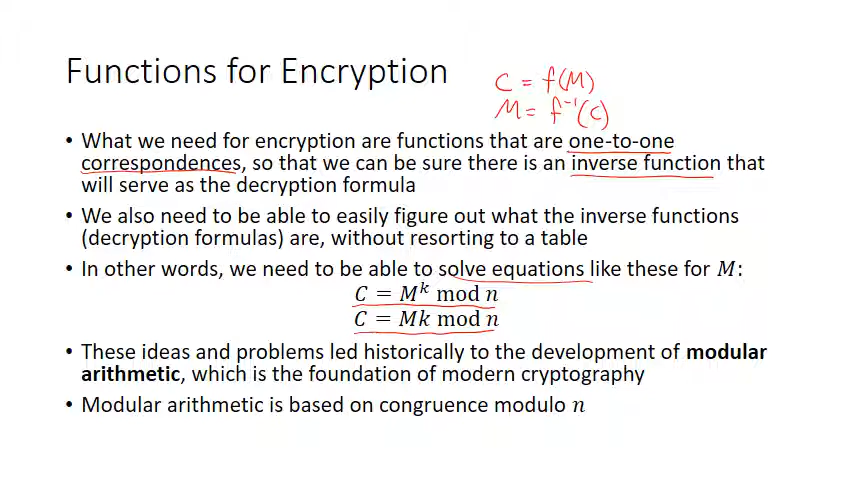 Functions for Encryption
C = f(M)
M = f⁻¹(C)
• What we need for encryption are functions that are one-to-one
correspondences, so that we can be sure there is an inverse function that
will serve as the decryption formula
• We also need to be able to easily figure out what the inverse functions
(decryption formulas) are, without resorting to a table
• In other words, we need to be able to solve equations like these for M:
C = Mᵏ mod n
C = Mk mod n
• These ideas and problems led historically to the development of modular
arithmetic, which is the foundation of modern cryptography
• Modular arithmetic is based on congruence modulo n